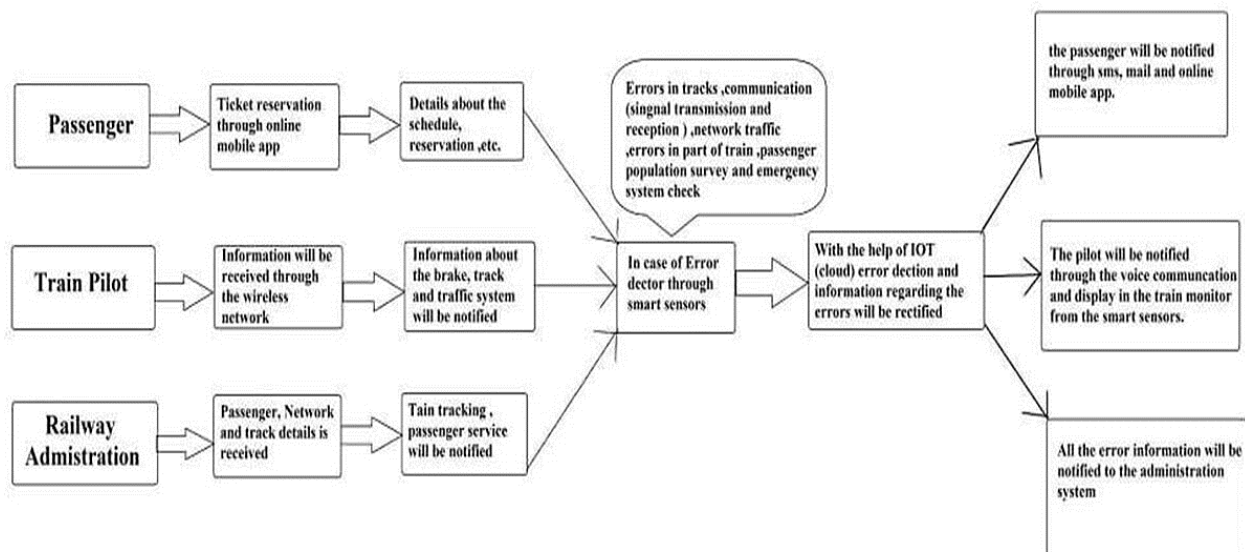 Passenger
Ticket reservation
through online
mobile app
Details about the
schedule,
reservation ,etc.
Errors in tracks ,communication
(singnal transmission and
reception ) ,network traffic
,errors in part of train ,passenger
population survey and emergency
system check
the passenger will be notified
through sms, mail and online
mobile app.
Train Pilot
Information will be
received through
the wireless
network
Information about
the brake, track
and traffic system
will be notified
In case of Error
dector through
smart sensors
With the help of IOT
(cloud) error dection and
information regarding the
errors will be rectified
The pilot will be notified
through the voice communcation
and display in the train monitor
from the smart sensors.
Railway
Admistration
Passenger, Network
and track details is
received
Tain tracking ,
passenger service
will be notified
All the error information will be
notified to the administration
system